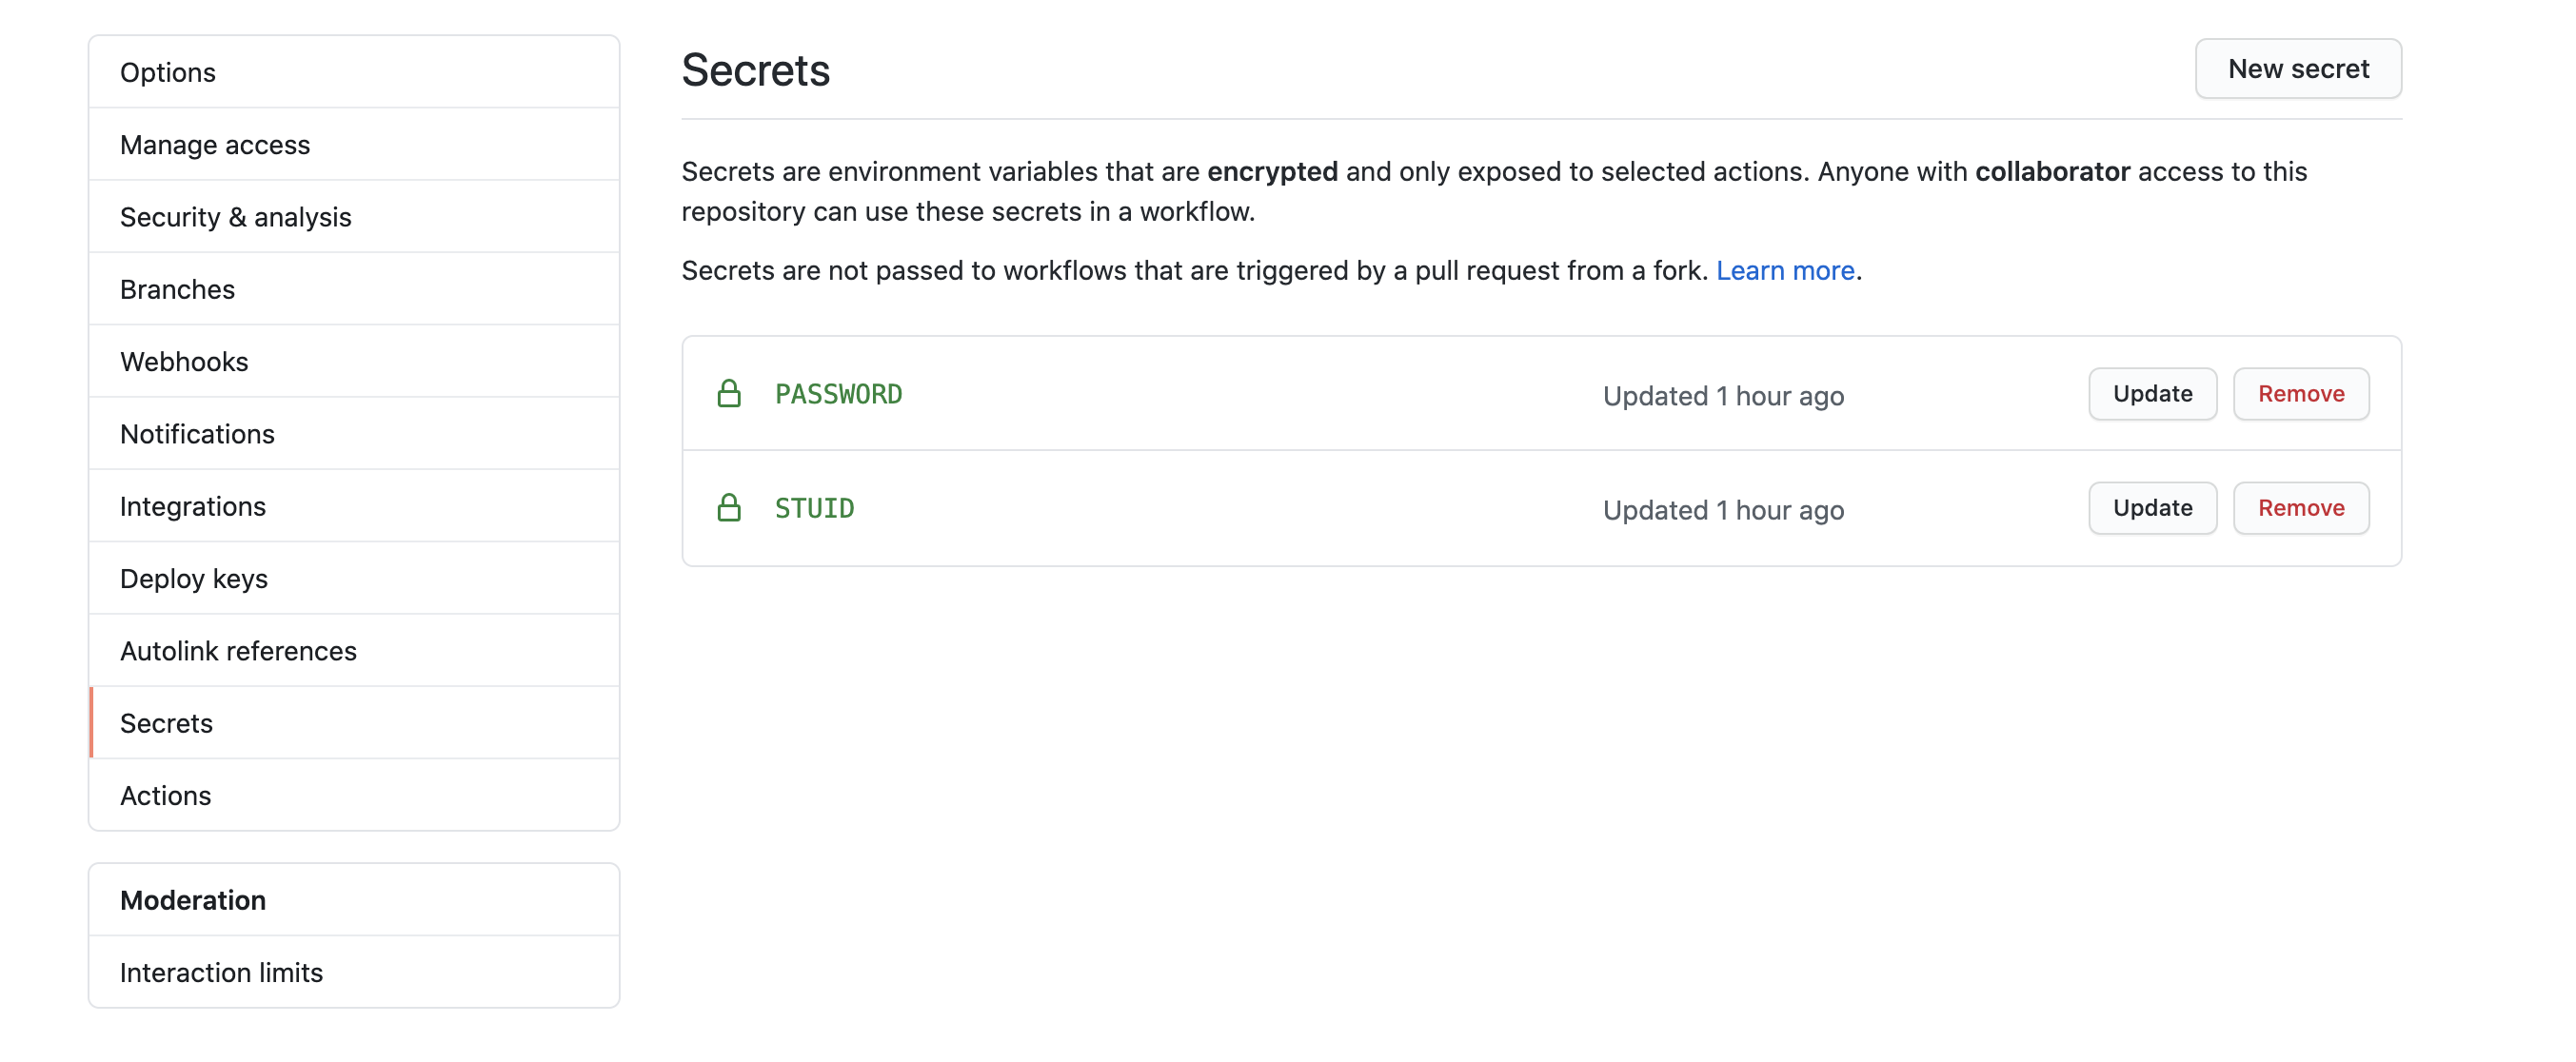 Options
Manage access
Security & analysis
Branches
Webhooks
Notifications
Integrations
Deploy keys
Autolink references
Secrets
Actions
Moderation
Interaction limits
Secrets
New secret
Secrets are environment variables that are encrypted and only exposed to selected actions. Anyone with collaborator access to this
repository can use these secrets in a workflow.
Secrets are not passed to workflows that are triggered by a pull request from a fork. Learn more.
PASSWORD Updated 1 hour ago Update Remove
STUID Updated 1 hour ago Update Remove